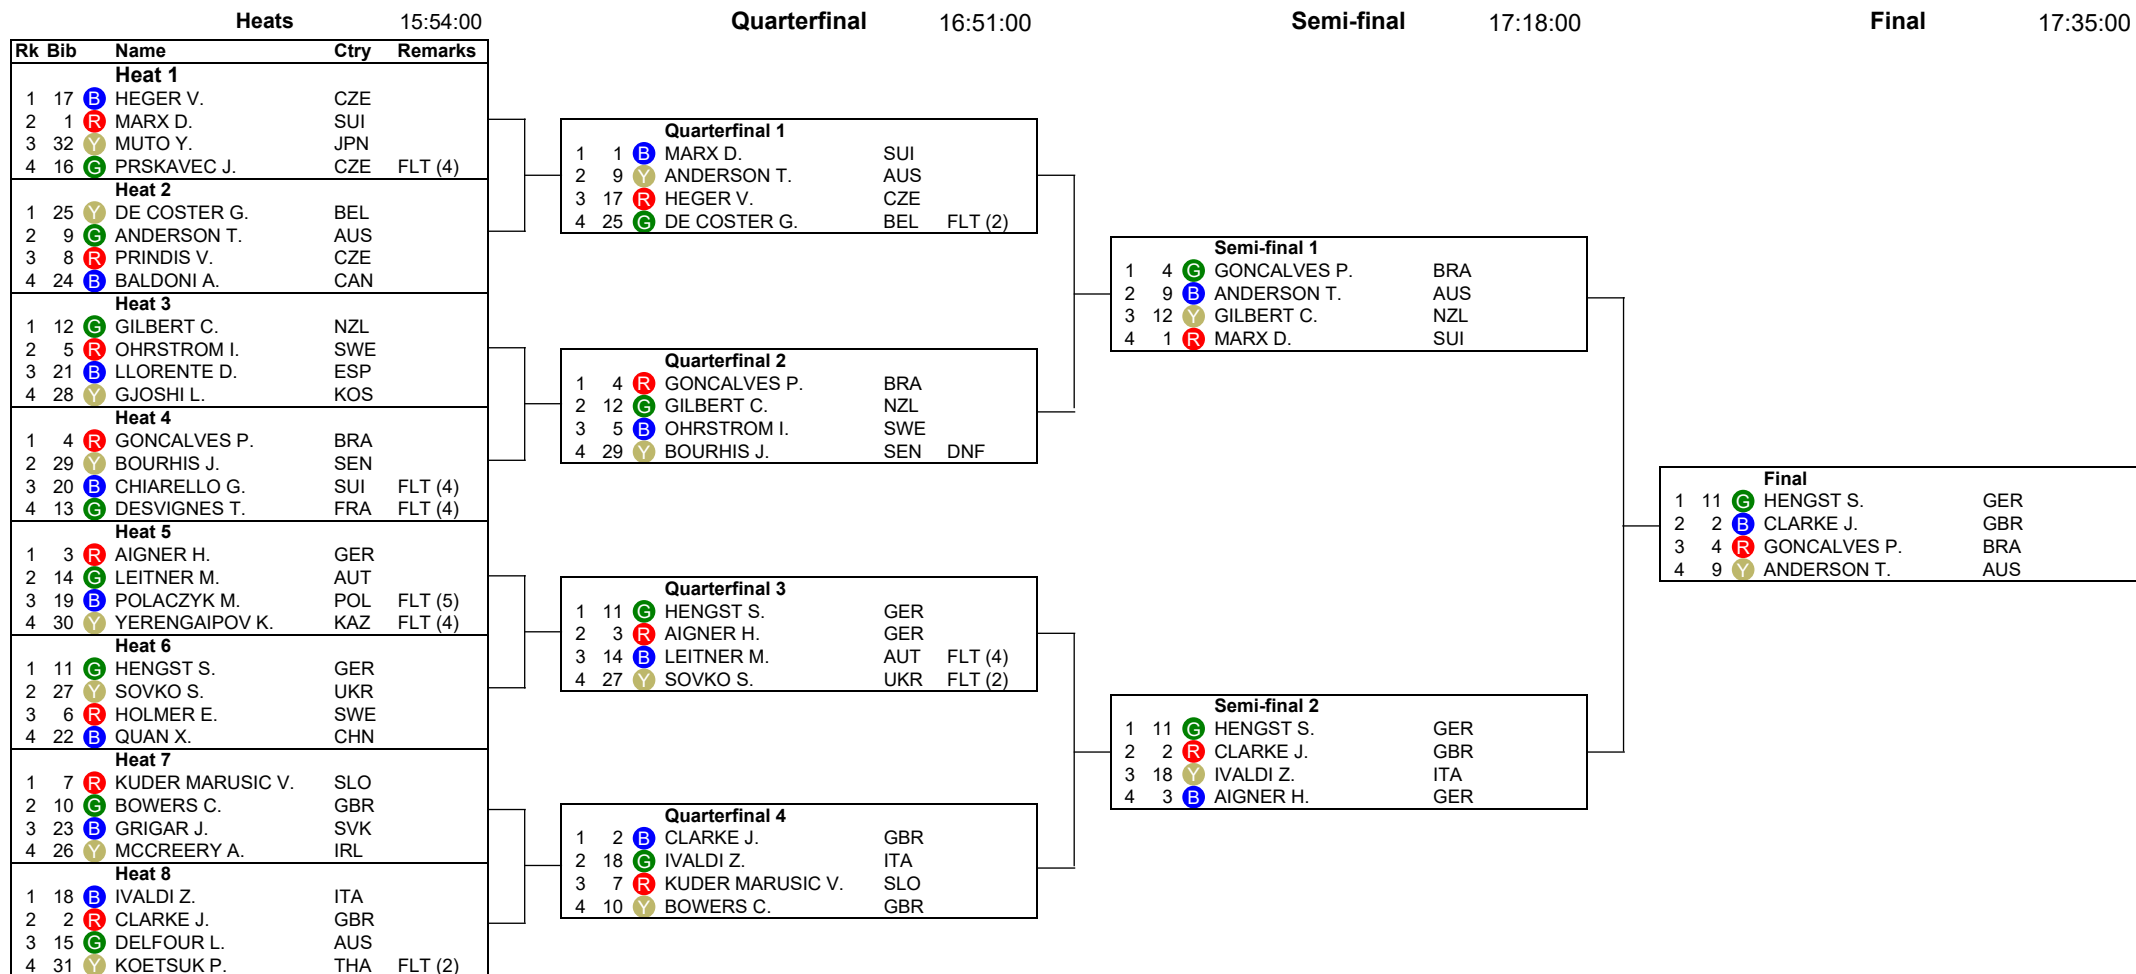 Heats 15:54:00
Rk Bib Name Ctry Remarks
Heat 1
1 17 B HEGER V. CZE
2 1 R MARX D. SUI
3 32 Y MUTO Y. JPN
4 16 G PRSKAVEC J. CZE FLT (4)
Heat 2
1 25 Y DE COSTER G. BEL
2 9 G ANDERSON T. AUS
3 8 R PRINDIS V. CZE
4 24 B BALDONI A. CAN
Heat 3
1 12 G GILBERT C. NZL
2 5 R OHRSTROM I. SWE
3 21 B LLORENTE D. ESP
4 28 Y GJOSHI L. KOS
Heat 4
1 4 R GONCALVES P. BRA
2 29 Y BOURHIS J. SEN
3 20 B CHIARELLO G. SUI FLT (4)
4 13 G DESVIGNES T. FRA FLT (4)
Heat 5
1 3 R AIGNER H. GER
2 14 G LEITNER M. AUT
3 19 B POLACZYK M. POL FLT (5)
4 30 Y YERENGAIPOV K. KAZ FLT (4)
Heat 6
1 11 G HENGST S. GER
2 27 Y SOVKO S. UKR
3 6 R HOLMER E. SWE
4 22 B QUAN X. CHN
Heat 7
1 7 R KUDER MARUSIC V. SLO
2 10 G BOWERS C. GBR
3 23 B GRIGAR J. SVK
4 26 Y MCCREERY A. IRL
Heat 8
1 18 B IVALDI Z. ITA
2 2 R CLARKE J. GBR
3 15 G DELFOUR L. AUS
4 31 Y KOETSUK P. THA FLT (2)
Quarterfinal 16:51:00
Quarterfinal 1
1 1 B MARX D. SUI
2 9 Y ANDERSON T. AUS
3 17 R HEGER V. CZE
4 25 G DE COSTER G. BEL FLT (2)
Quarterfinal 2
1 4 R GONCALVES P. BRA
2 12 G GILBERT C. NZL
3 5 B OHRSTROM I. SWE
4 29 Y BOURHIS J. SEN DNF
Quarterfinal 3
1 11 G HENGST S. GER
2 3 R AIGNER H. GER
3 14 B LEITNER M. AUT FLT (4)
4 27 Y SOVKO S. UKR FLT (2)
Quarterfinal 4
1 2 B CLARKE J. GBR
2 18 G IVALDI Z. ITA
3 7 R KUDER MARUSIC V. SLO
4 10 Y BOWERS C. GBR
Semi-final 17:18:00
Semi-final 1
1 4 G GONCALVES P. BRA
2 9 B ANDERSON T. AUS
3 12 Y GILBERT C. NZL
4 1 R MARX D. SUI
Semi-final 2
1 11 G HENGST S. GER
2 2 R CLARKE J. GBR
3 18 Y IVALDI Z. ITA
4 3 B AIGNER H. GER
Final 17:35:00
Final
1 11 G HENGST S. GER
2 2 B CLARKE J. GBR
3 4 R GONCALVES P. BRA
4 9 Y ANDERSON T. AUS